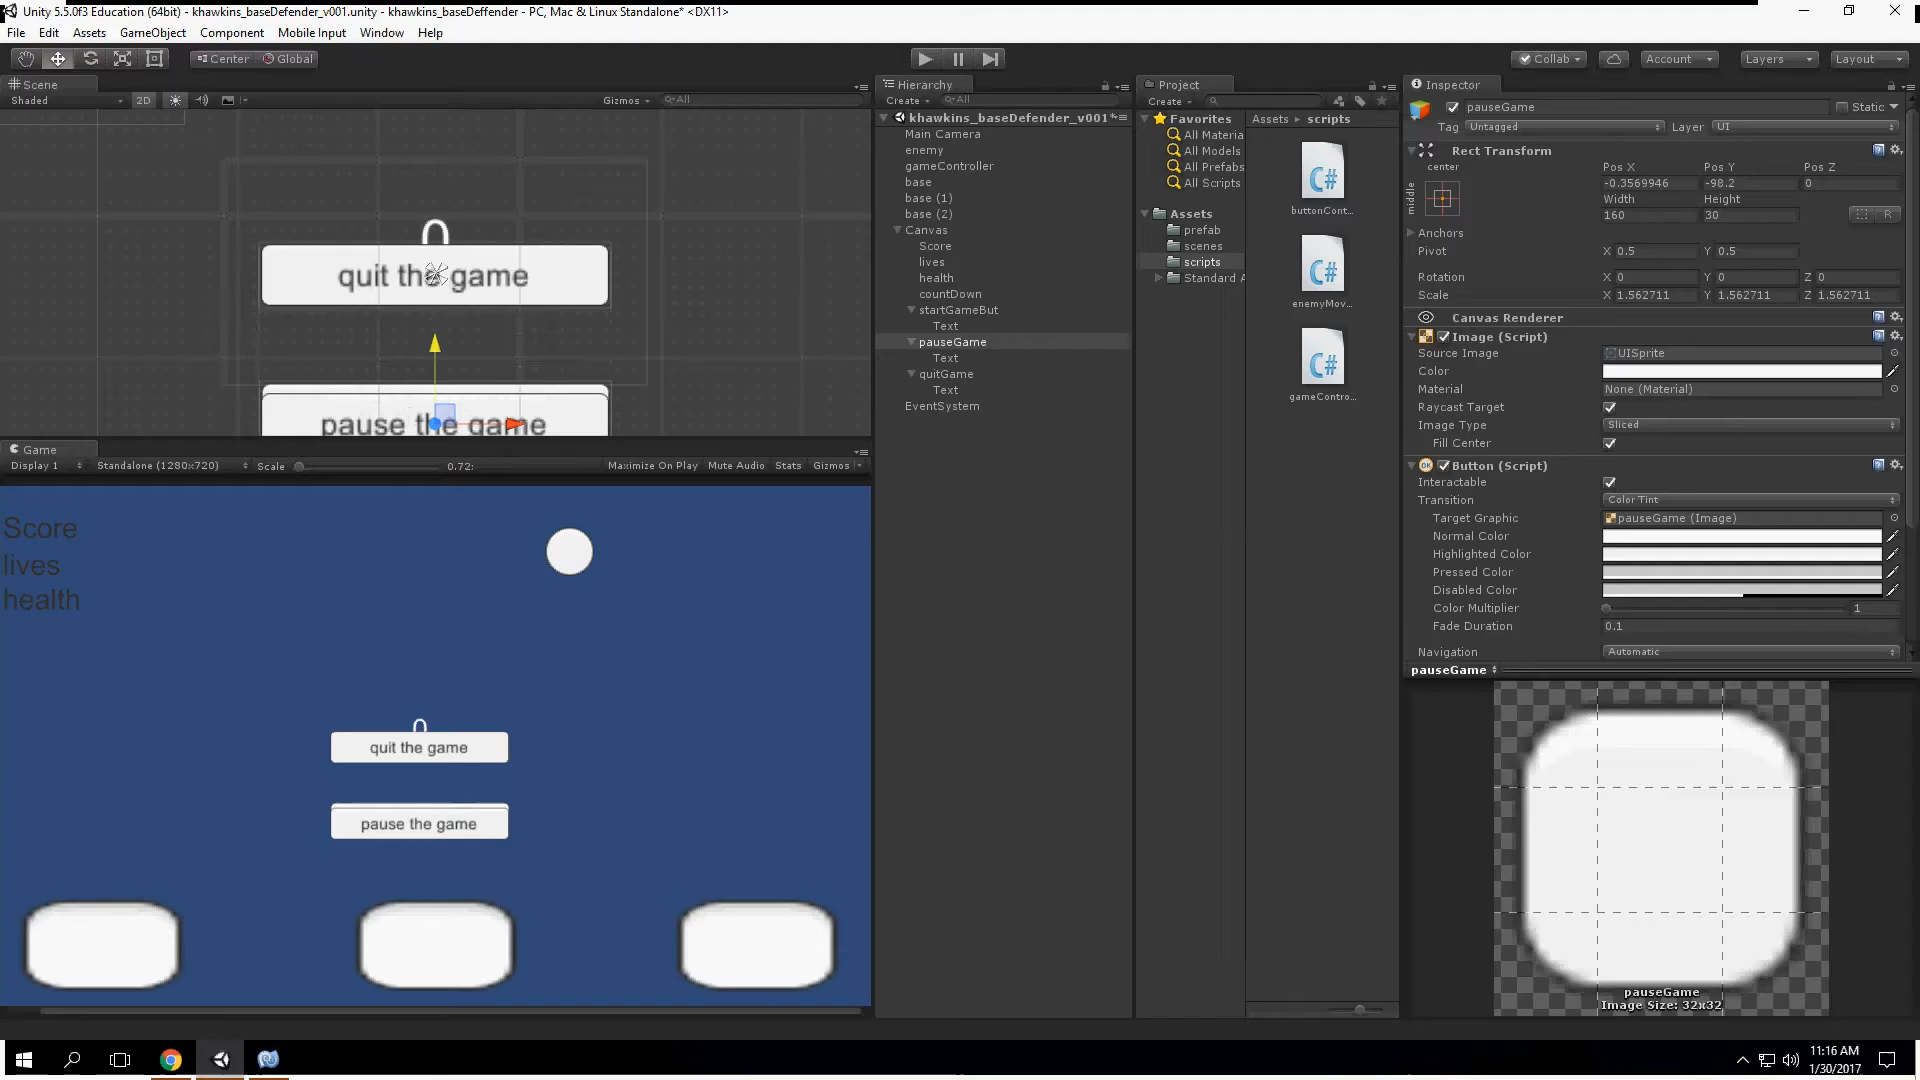 Unity 5.5.0f3 Education (64bit) - khawkins_baseDefender_v001.unity - khawkins_baseDeffender - PC, Mac & Linux Standalone* <DX11>
File Edit Assets GameObject Component Mobile Input Window Help
Center Global
Collab Account Layers Layout
Scene
Shaded 2D Gizmos All
quit the game
pause the game
Game
Display 1 Standalone (1280x720) Scale 0.72: Maximize On Play Mute Audio Stats Gizmos
Score
lives
health
0
quit the game
pause the game
Hierarchy
Create All
khawkins_baseDefender_v001*
Main Camera
enemy
gameController
base
base (1)
base (2)
Canvas
Score
lives
health
countDown
startGameBut
Text
pauseGame
Text
quitGame
Text
EventSystem
Project
Create
Favorites
All Materia
All Models
All Prefabs
All Scripts
Assets
prefab
scenes
scripts
Standard A
Assets scripts
C#
buttonCont...
C#
enemyMov...
C#
gameContro...
Inspector
pauseGame Static
Tag Untagged Layer UI
Rect Transform
center
middle
Pos X Pos Y Pos Z
-0.3569946 -98.2 0
Width Height
160 30 R
Anchors
Pivot X 0.5 Y 0.5
Rotation X 0 Y 0 Z 0
Scale X 1.562711 Y 1.562711 Z 1.562711
Canvas Renderer
Image (Script)
Source Image UISprite
Color
Material None (Material)
Raycast Target
Image Type Sliced
Fill Center
Button (Script)
Interactable
Transition Color Tint
Target Graphic pauseGame (Image)
Normal Color
Highlighted Color
Pressed Color
Disabled Color
Color Multiplier 1
Fade Duration 0.1
Navigation Automatic
pauseGame
pauseGame
Image Size: 32x32
11:16 AM
1/30/2017